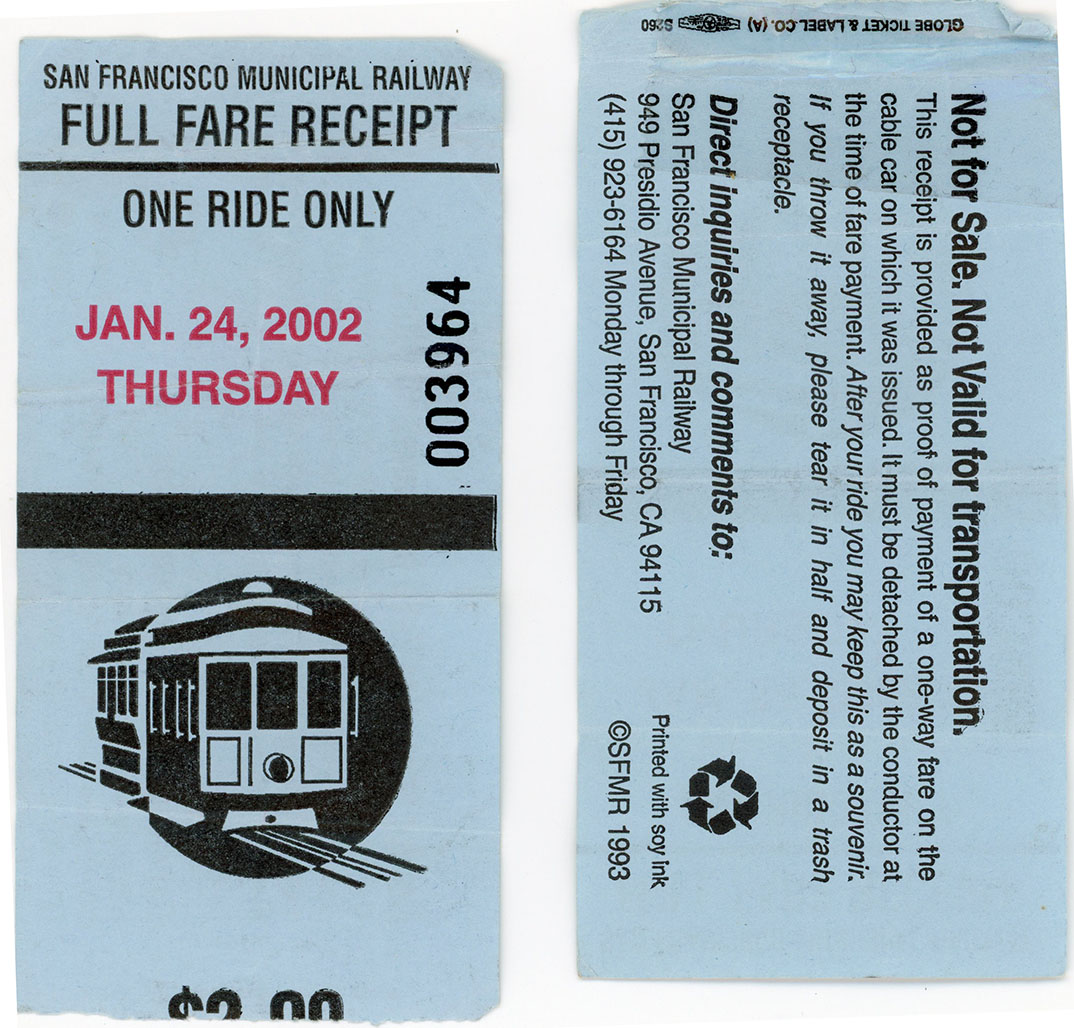 SAN FRANCISCO MUNICIPAL RAILWAY
FULL FARE RECEIPT
ONE RIDE ONLY
JAN. 24, 2002
THURSDAY
003964
$2.00
GLOBE TICKET & LABEL CO. (A) S260
Not for Sale. Not Valid for transportation.
This receipt is provided as proof of payment of a one-way fare on the
cable car on which it was issued. It must be detached by the conductor at
the time of fare payment. After your ride you may keep this as a souvenir.
If you throw it away, please tear it in half and deposit in a trash
receptacle.
Direct inquiries and comments to:
San Francisco Municipal Railway
949 Presidio Avenue, San Francisco, CA 94115
(415) 923-6164 Monday through Friday
Printed with soy ink
©SFMR 1993